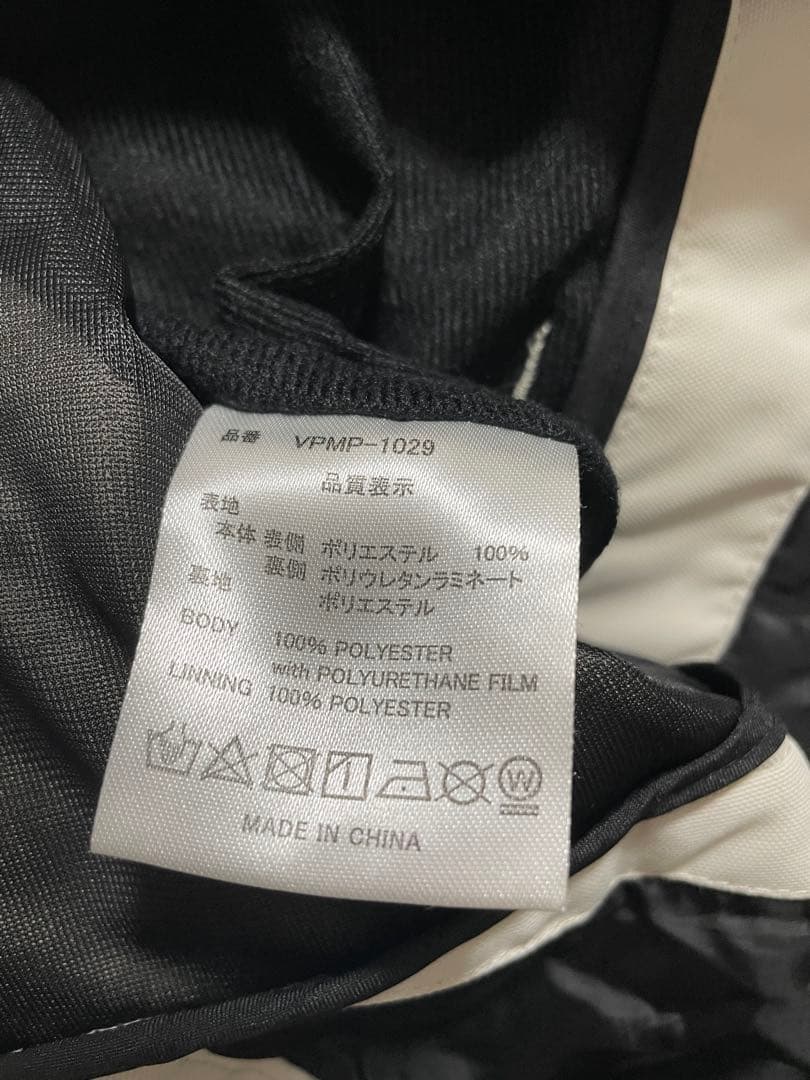 品番 VPMP-1029
品質表示
表地
本体 表側 ポリエステル 100%
裏側 ポリウレタンラミネート
裏地 ポリエステル
BODY 100% POLYESTER
with POLYURETHANE FILM
LINNING 100% POLYESTER
W
MADE IN CHINA